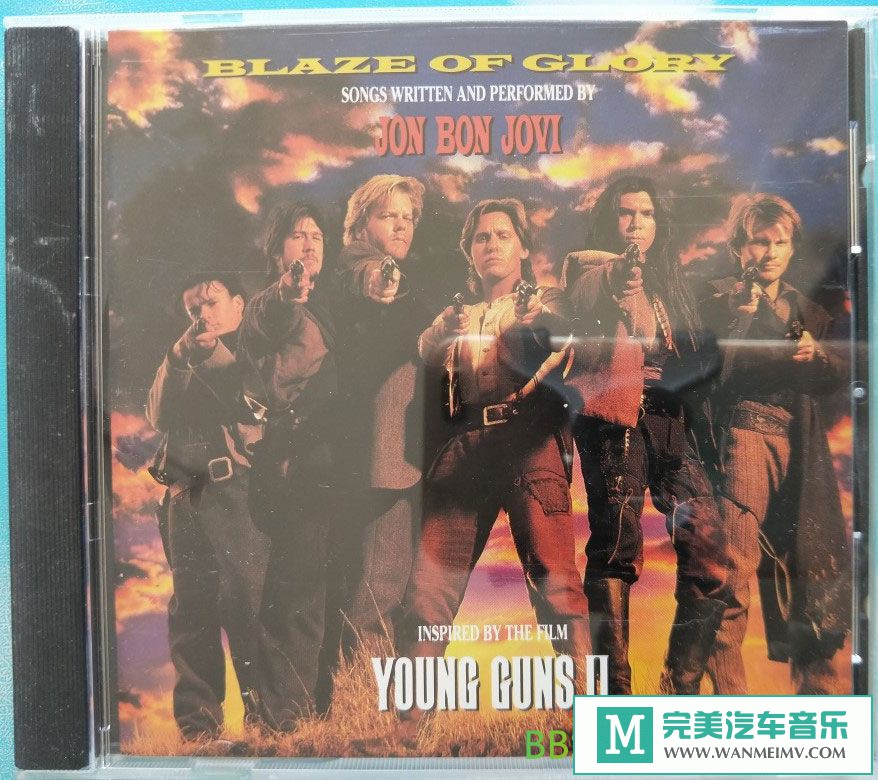 BLAZE OF GLORY
SONGS WRITTEN AND PERFORMED BY
JON BON JOVI
INSPIRED BY THE FILM
YOUNG GUNS II
BBS
M 完美汽车音乐
WWW.WANMEIMV.COM